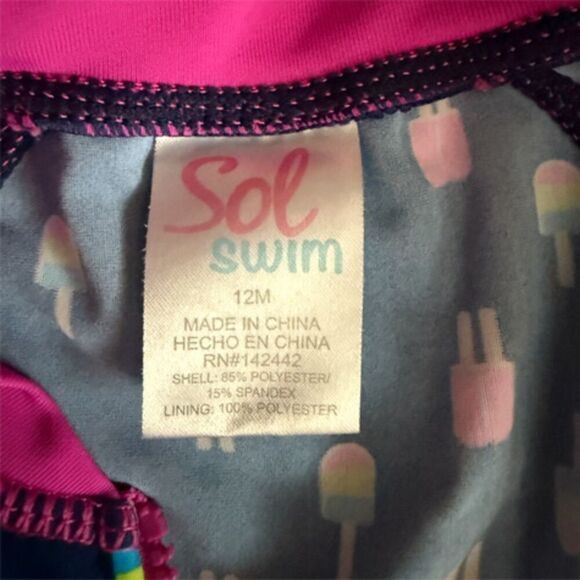 Sol
SWIM
12M
MADE IN CHINA
HECHO EN CHINA
RN#142442
SHELL: 85% POLYESTER/
15% SPANDEX
LINING: 100% POLYESTER